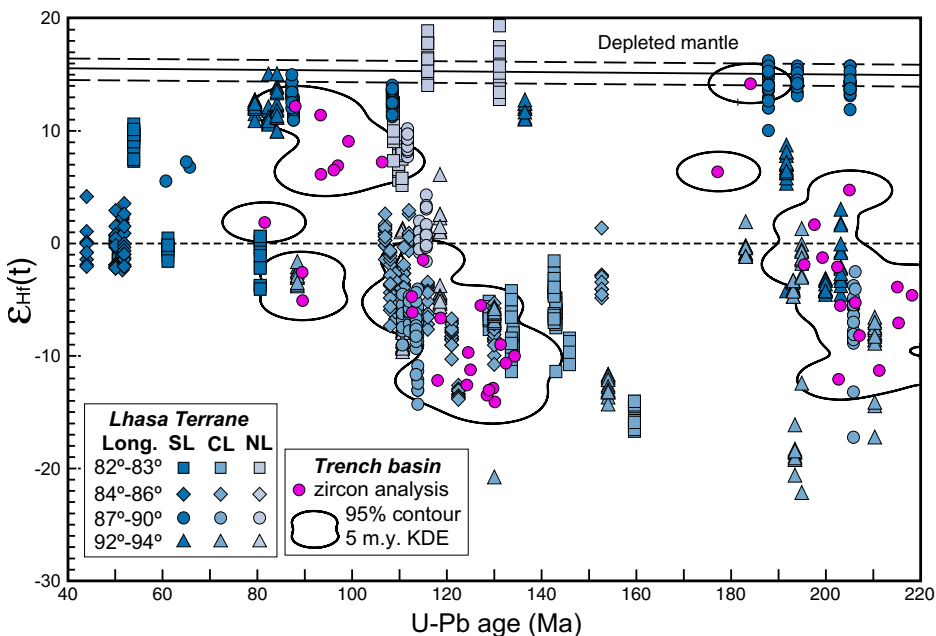 20
10
0
-10
-20
-30
εHf(t)
Depleted mantle
Lhasa Terrane
Long. SL CL NL
82º-83º
84º-86º
87º-90º
92º-94º
Trench basin
zircon analysis
95% contour
5 m.y. KDE
40 60 80 100 120 140 160 180 200 220
U-Pb age (Ma)